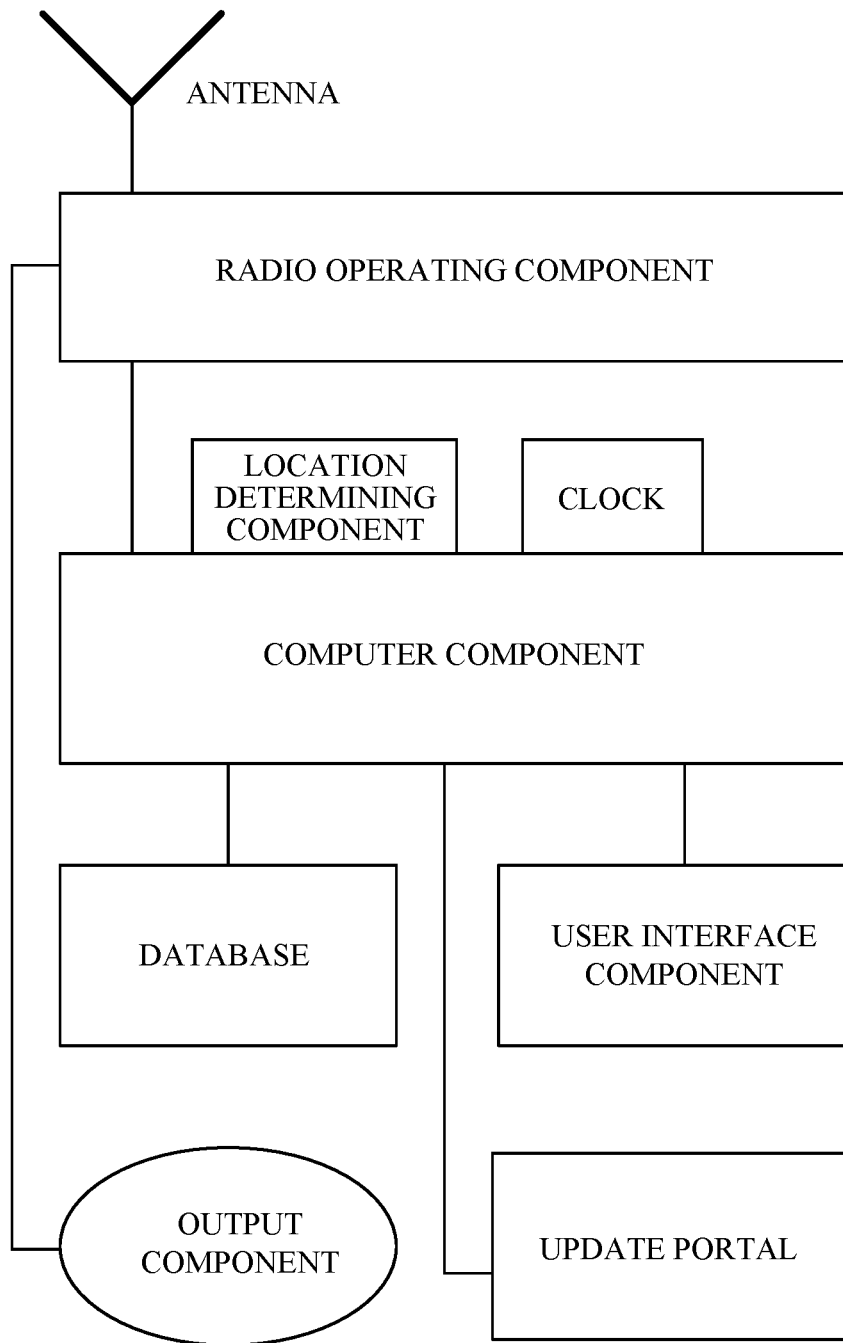 ANTENNA
RADIO OPERATING COMPONENT
LOCATION
DETERMINING
COMPONENT
CLOCK
COMPUTER COMPONENT
DATABASE
USER INTERFACE
COMPONENT
OUTPUT
COMPONENT
UPDATE PORTAL